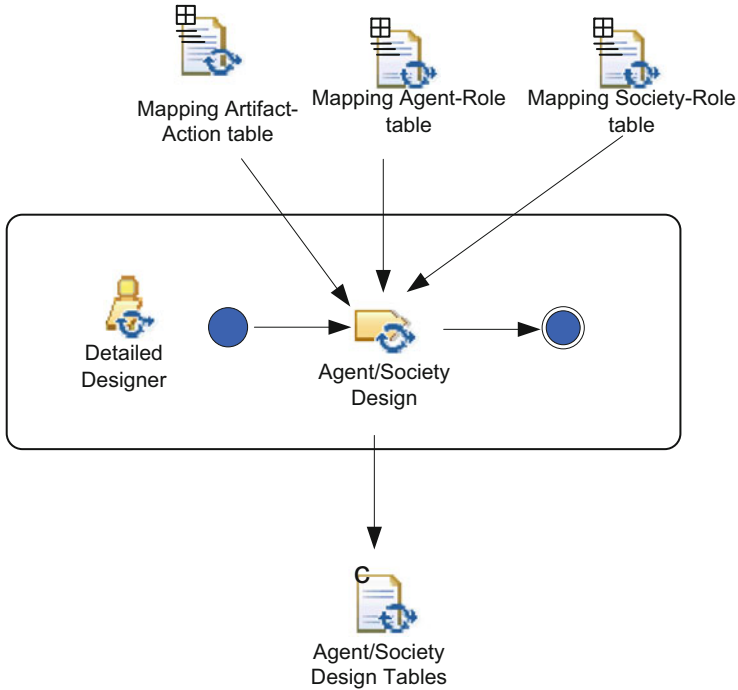 Mapping Artifact-
Action table
Mapping Agent-Role
table
Mapping Society-Role
table
Detailed
Designer
Agent/Society
Design
C
Agent/Society
Design Tables